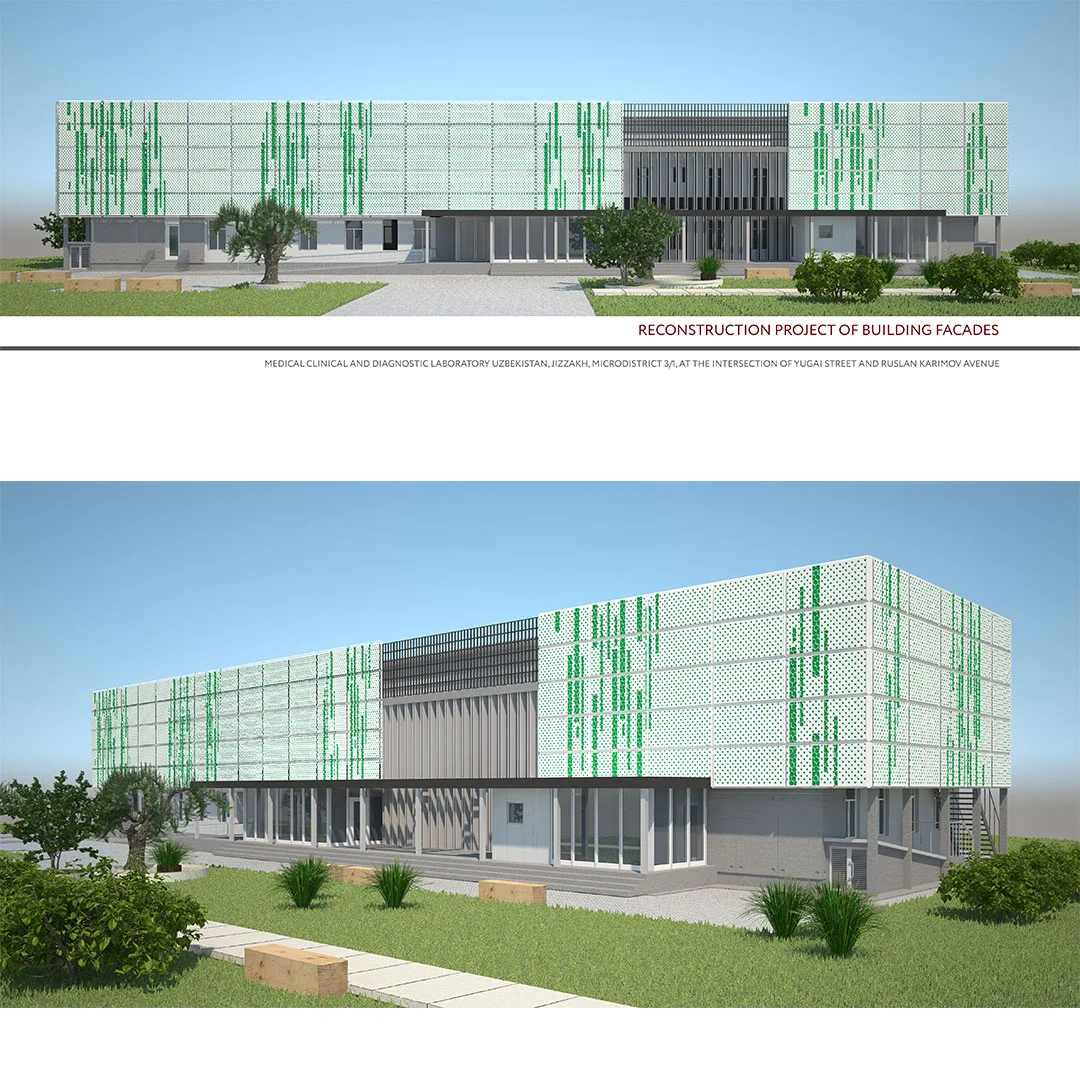 RECONSTRUCTION PROJECT OF BUILDING FACADES
MEDICAL CLINICAL AND DIAGNOSTIC LABORATORY UZBEKISTAN, JIZZAKH, MICRODISTRICT 3/1, AT THE INTERSECTION OF YUGAI STREET AND RUSLAN KARIMOV AVENUE